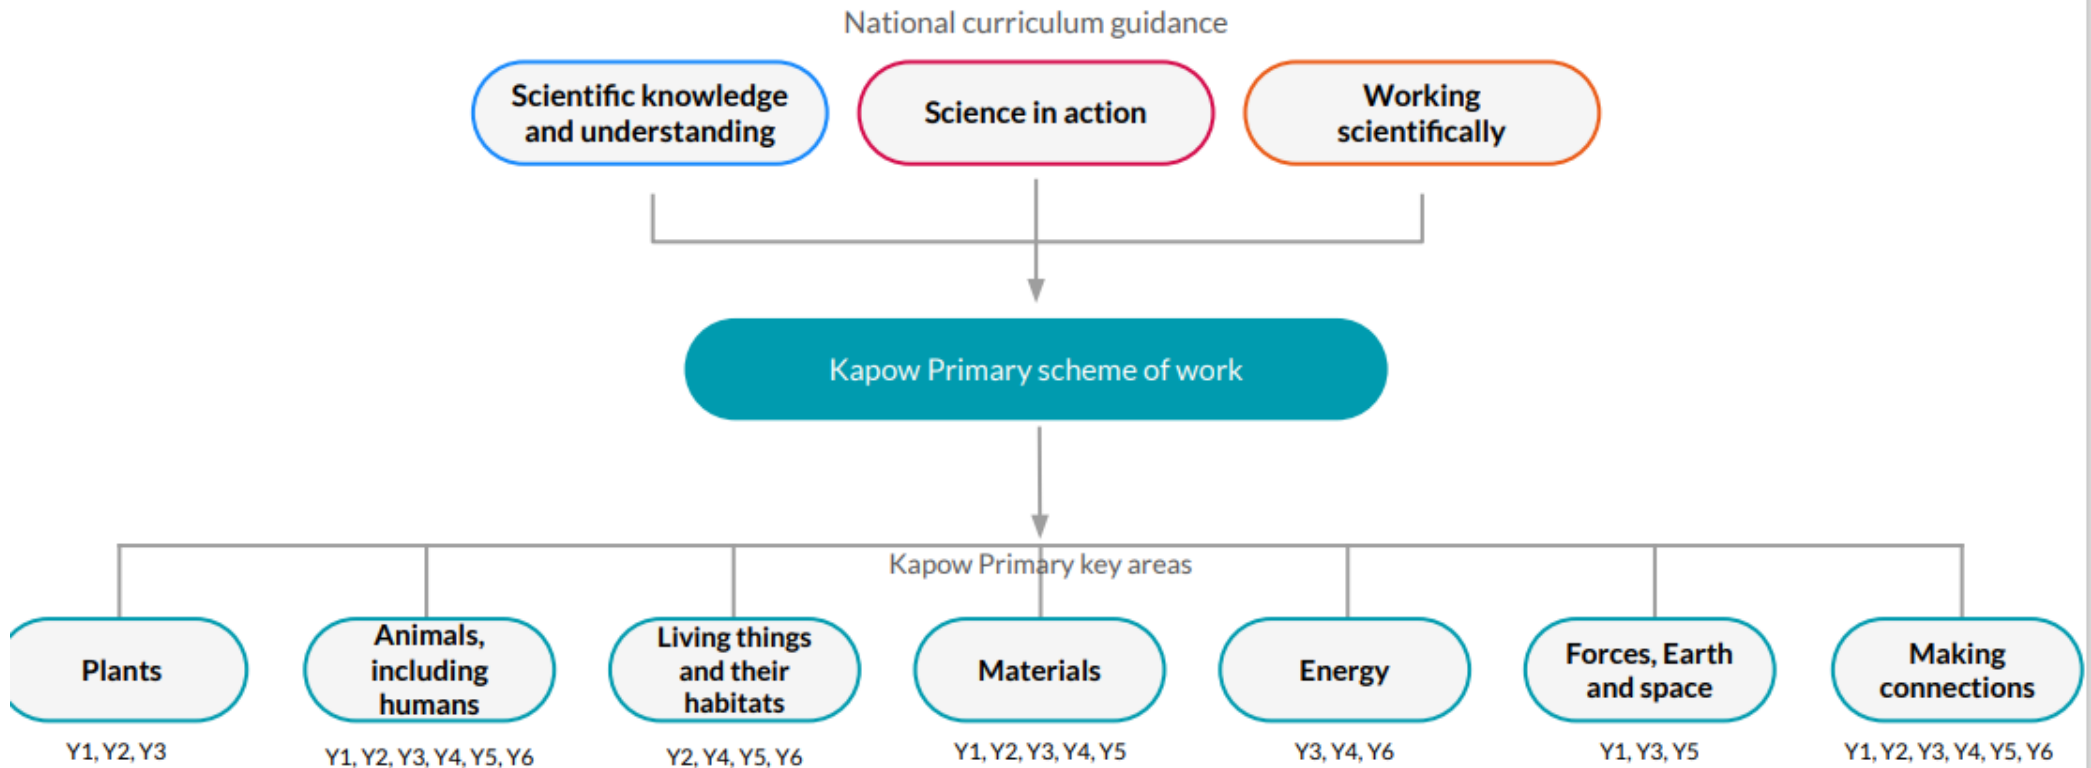 National curriculum guidance
Scientific knowledge
and understanding
Science in action
Working
scientifically
Kapow Primary scheme of work
Kapow Primary key areas
Plants
Y1, Y2, Y3
Animals,
including
humans
Y1, Y2, Y3, Y4, Y5, Y6
Living things
and their
habitats
Y2, Y4, Y5, Y6
Materials
Y1, Y2, Y3, Y4, Y5
Energy
Y3, Y4, Y6
Forces, Earth
and space
Y1, Y3, Y5
Making
connections
Y1, Y2, Y3, Y4, Y5, Y6